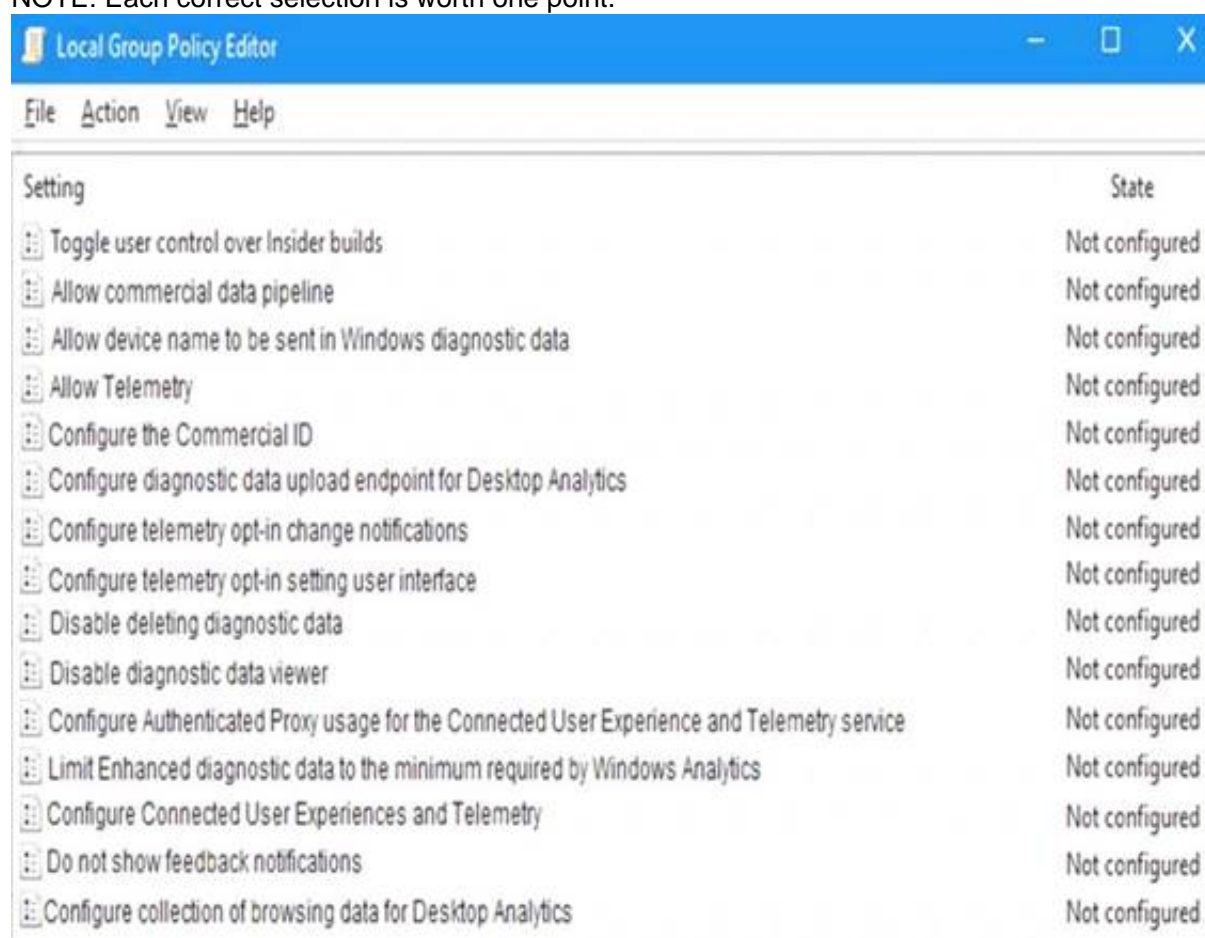 NOTE: Each correct selection is worth one point.
Local Group Policy Editor
File Action View Help
Setting State
Toggle user control over Insider builds Not configured
Allow commercial data pipeline Not configured
Allow device name to be sent in Windows diagnostic data Not configured
Allow Telemetry Not configured
Configure the Commercial ID Not configured
Configure diagnostic data upload endpoint for Desktop Analytics Not configured
Configure telemetry opt-in change notifications Not configured
Configure telemetry opt-in setting user interface Not configured
Disable deleting diagnostic data Not configured
Disable diagnostic data viewer Not configured
Configure Authenticated Proxy usage for the Connected User Experience and Telemetry service Not configured
Limit Enhanced diagnostic data to the minimum required by Windows Analytics Not configured
Configure Connected User Experiences and Telemetry Not configured
Do not show feedback notifications Not configured
Configure collection of browsing data for Desktop Analytics Not configured